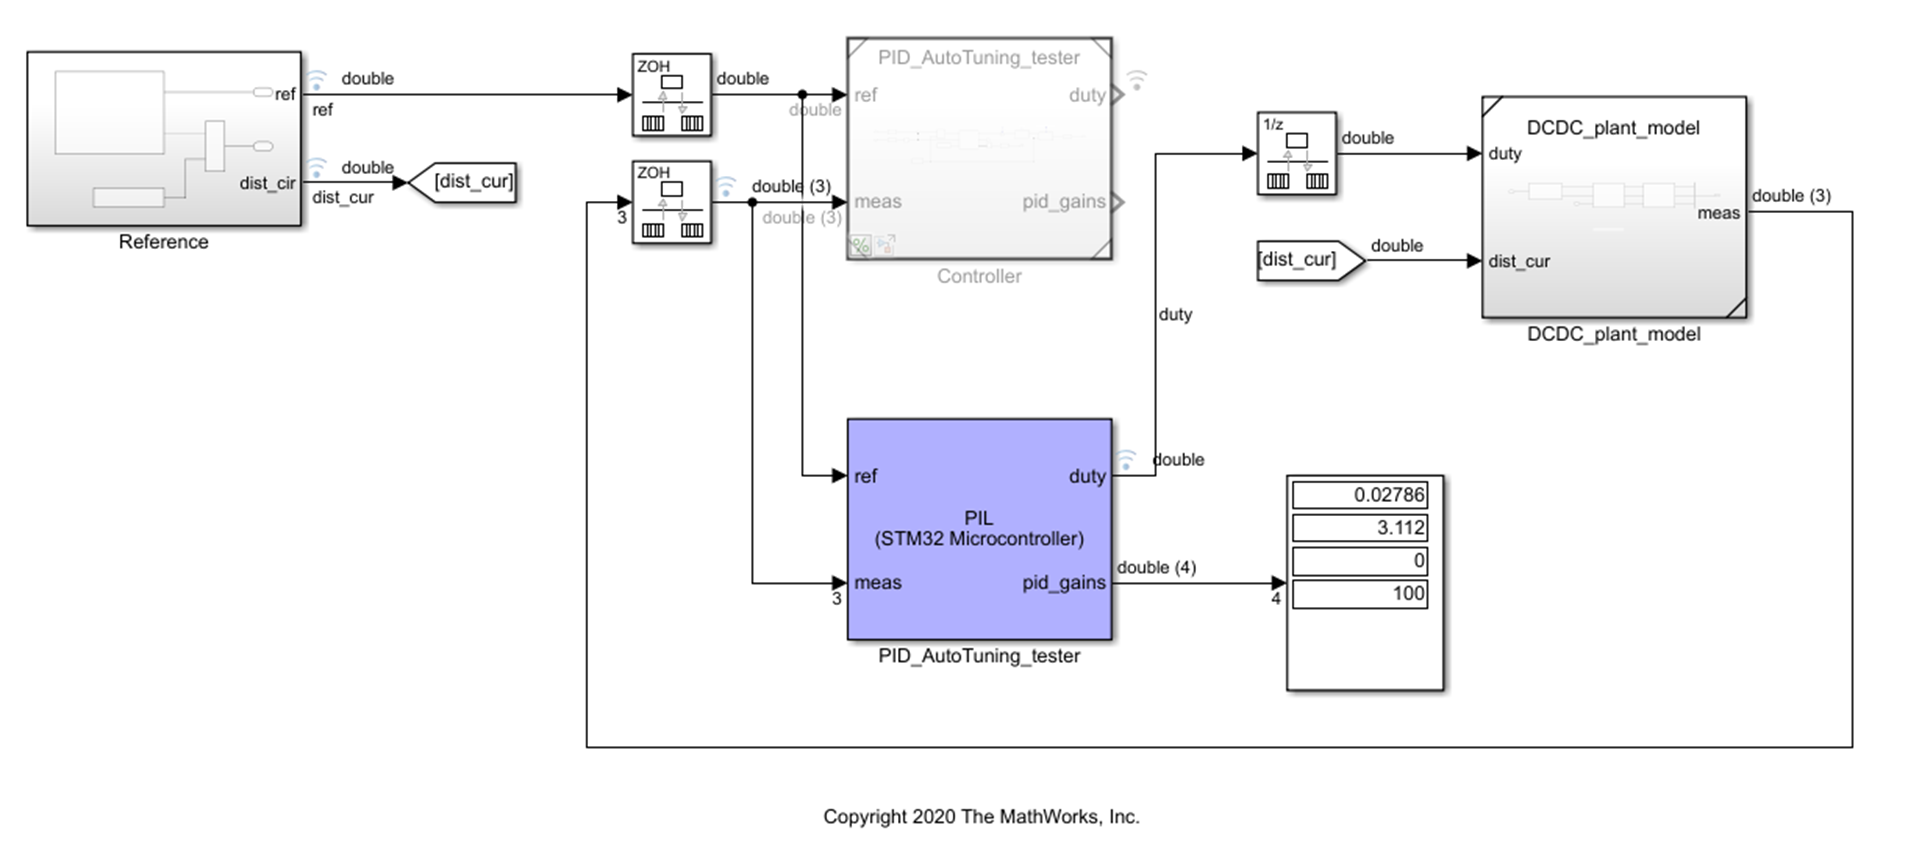 ref
dist_cir
Reference
double
ref
double
dist_cur
[dist_cur]
ZOH
double
double
ZOH
3
double (3)
double (3)
PID_AutoTuning_tester
ref
duty
meas
pid_gains
Controller
1/z
double
DCDC_plant_model
duty
meas
dist_cur
DCDC_plant_model
double (3)
[dist_cur]
double
duty
ref
duty
double
PIL
(STM32 Microcontroller)
meas
3
pid_gains
double (4)
4
PID_AutoTuning_tester
0.02786
3.112
0
100
Copyright 2020 The MathWorks, Inc.